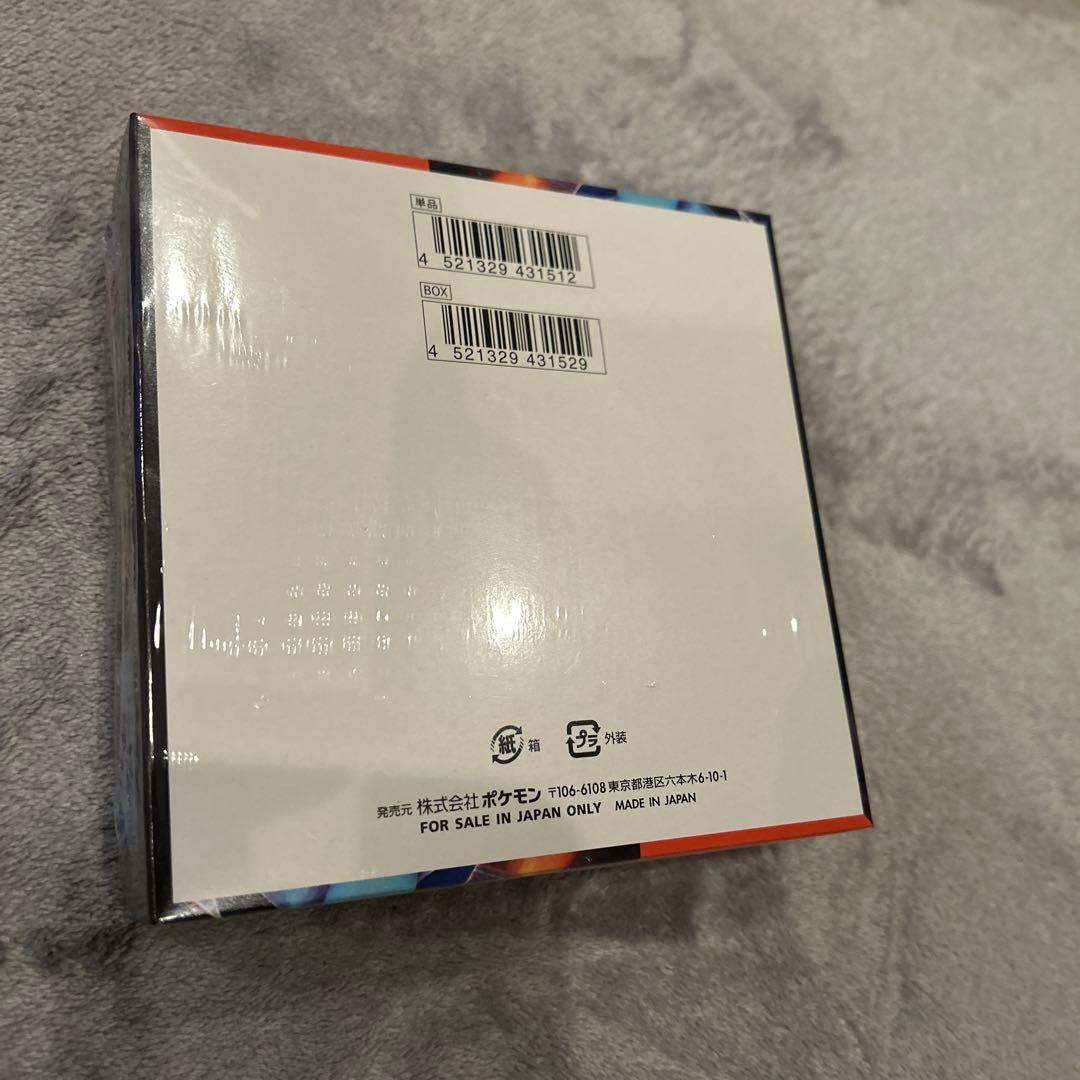 単品
4 521329 431512
BOX
4 521329 431529
紙 箱 プラ 外装
発売元 株式会社 ポケモン 〒106-6108 東京都港区六本木6-10-1
FOR SALE IN JAPAN ONLY MADE IN JAPAN